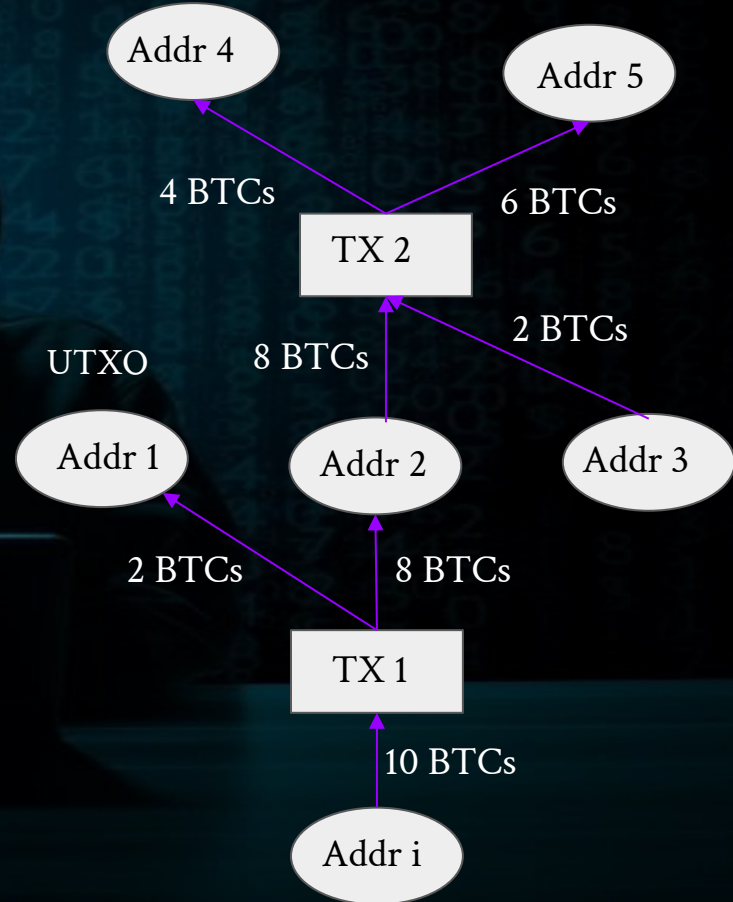 Addr 4
Addr 5
4 BTCs
6 BTCs
TX 2
2 BTCs
UTXO
8 BTCs
Addr 1
Addr 2
Addr 3
2 BTCs
8 BTCs
TX 1
10 BTCs
Addr i